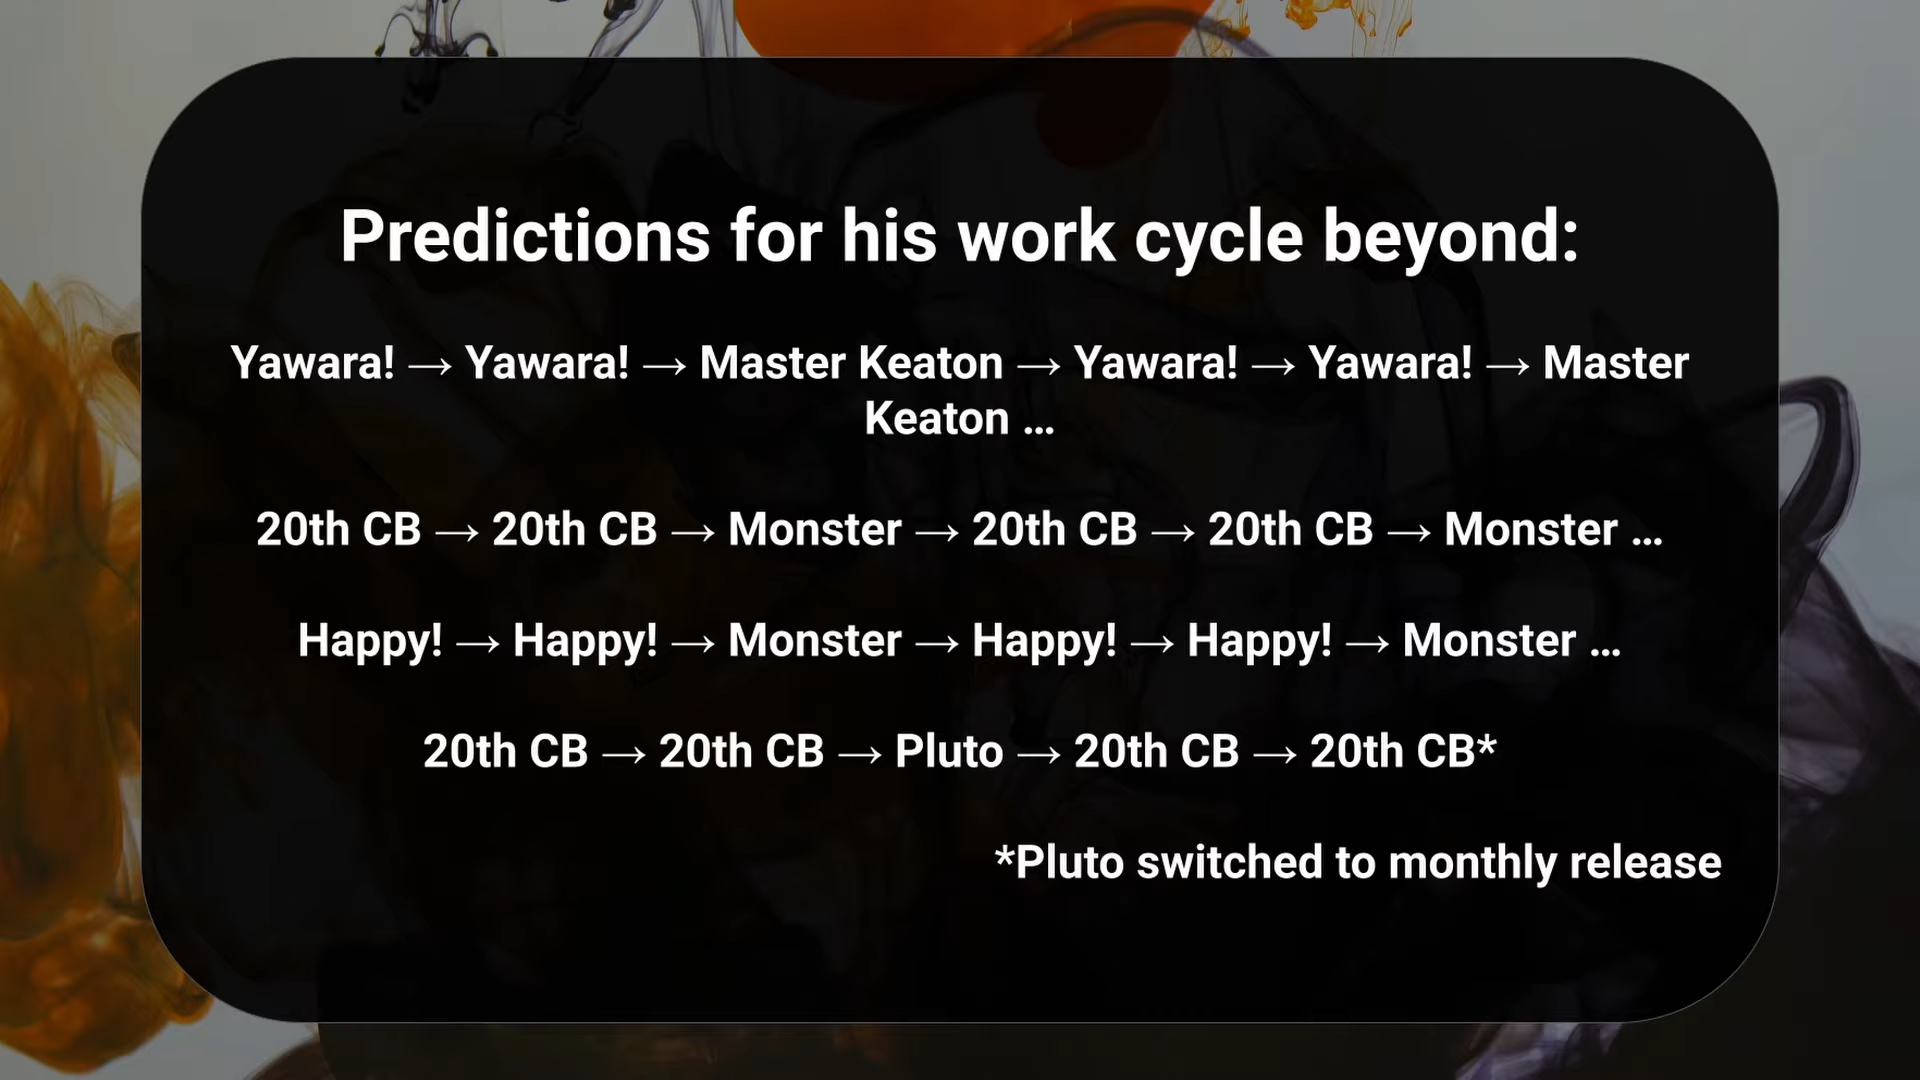 Predictions for his work cycle beyond:
Yawara! → Yawara! → Master Keaton → Yawara! → Yawara! → Master
Keaton ...
20th CB → 20th CB → Monster → 20th CB → 20th CB → Monster ...
Happy! → Happy! → Monster → Happy! → Happy! → Monster ...
20th CB → 20th CB → Pluto → 20th CB → 20th CB*
*Pluto switched to monthly release